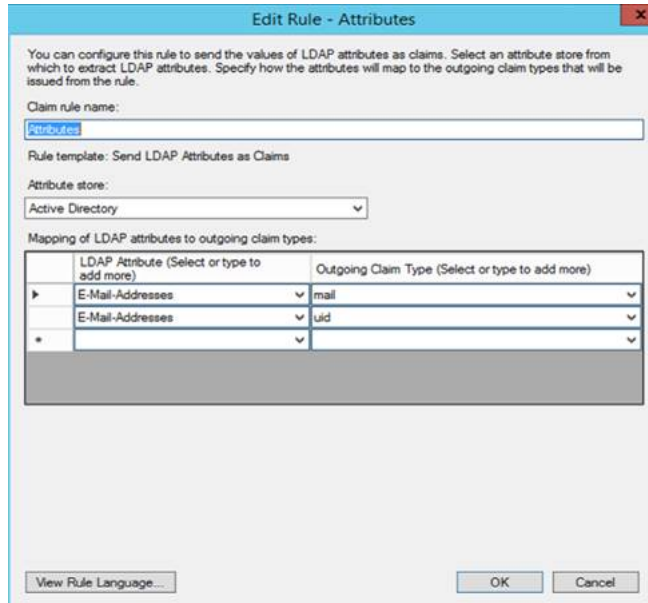 Edit Rule - Attributes
x
You can configure this rule to send the values of LDAP attributes as claims. Select an attribute store from
which to extract LDAP attributes. Specify how the attributes will map to the outgoing claim types that will be
issued from the rule.
Claim rule name:
Attributes
Rule template: Send LDAP Attributes as Claims
Attribute store:
Active Directory
Mapping of LDAP attributes to outgoing claim types:
LDAP Attribute (Select or type to
add more)
Outgoing Claim Type (Select or type to add more)
E-Mail-Addresses mail
E-Mail-Addresses uid
*
View Rule Language... OK Cancel